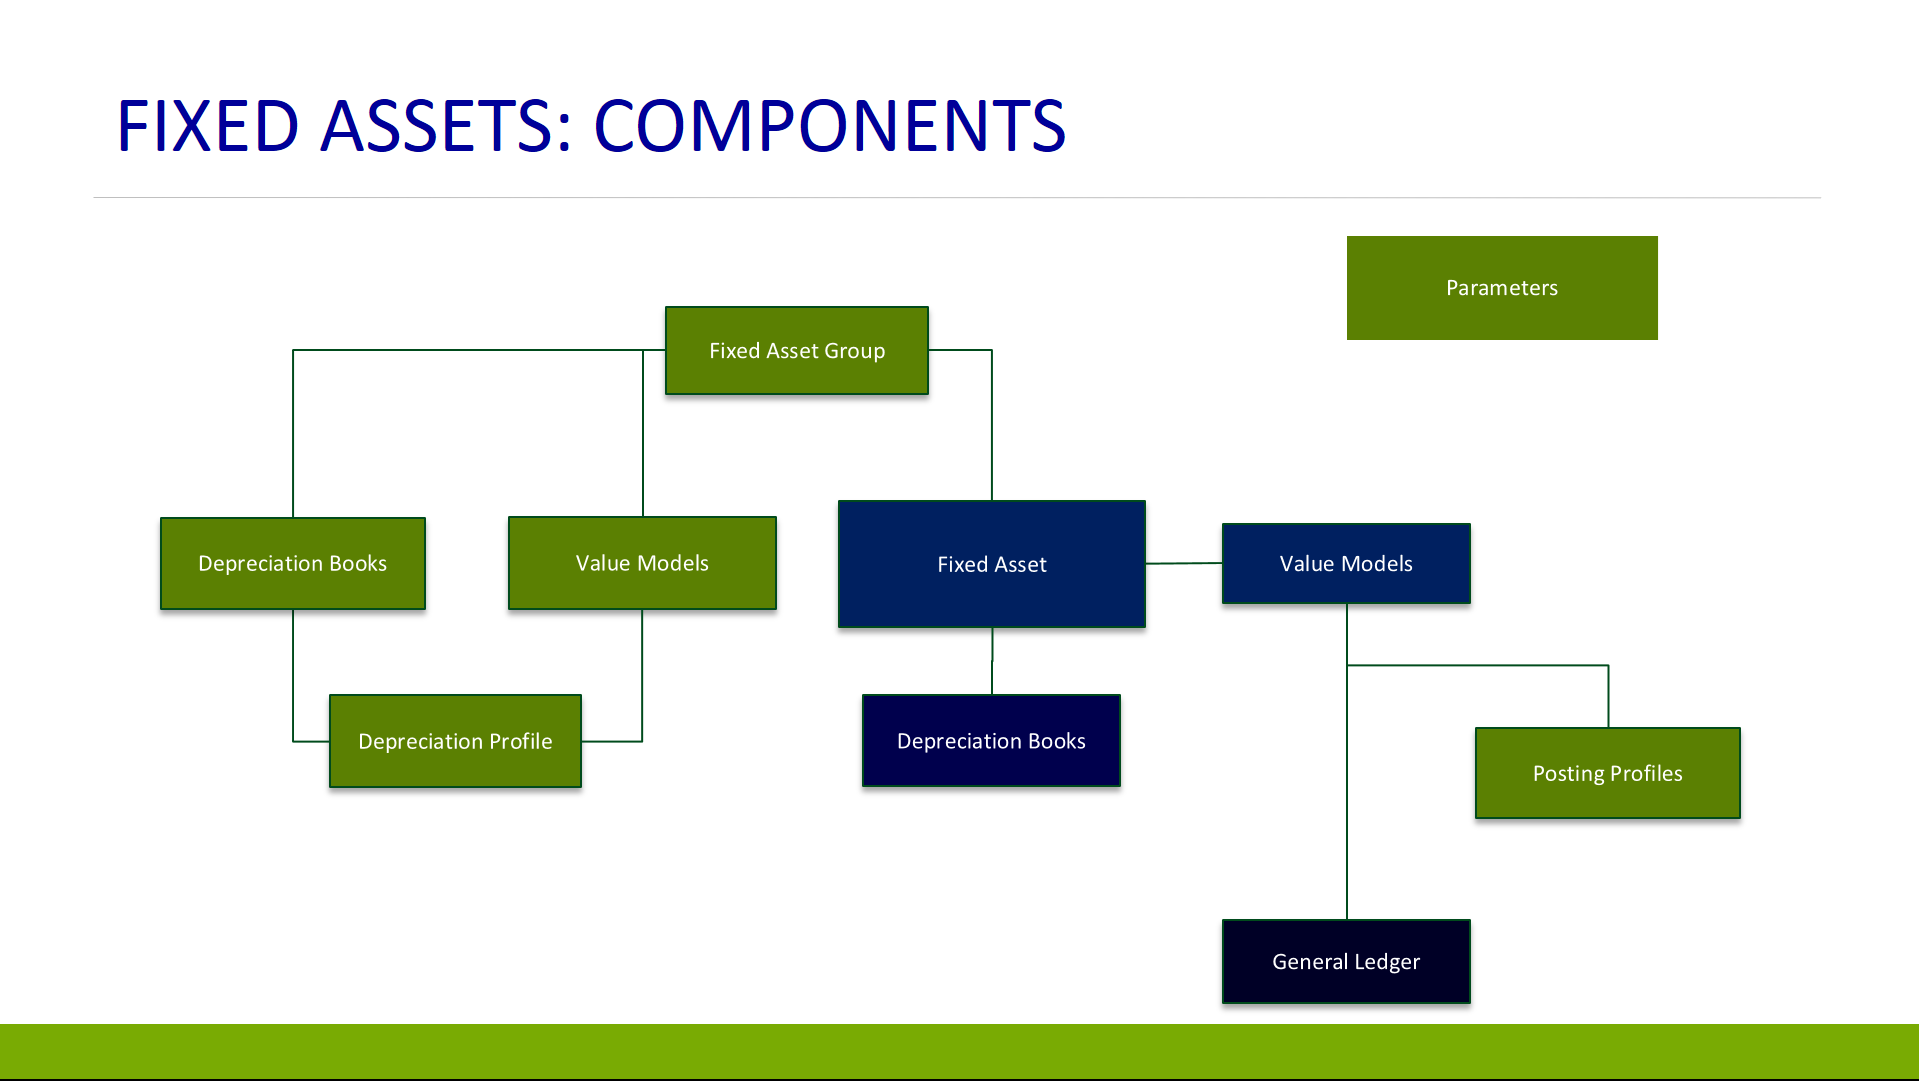 FIXED ASSETS: COMPONENTS
Parameters
Fixed Asset Group
Depreciation Books
Value Models
Fixed Asset
Value Models
Depreciation Profile
Depreciation Books
Posting Profiles
General Ledger